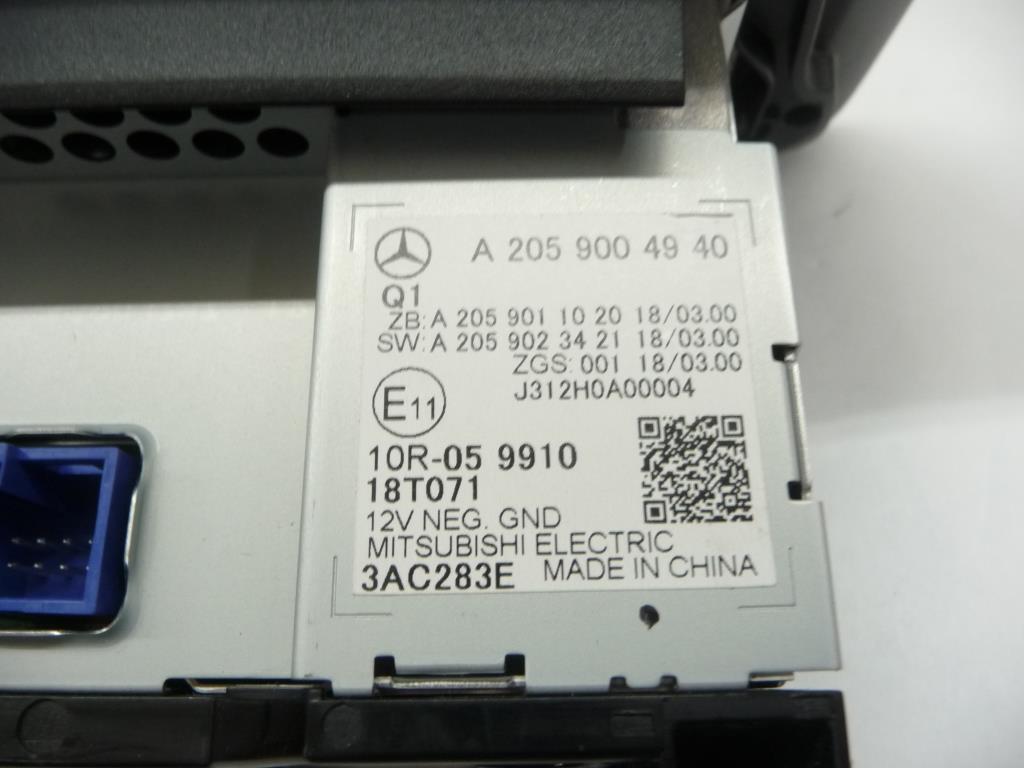 A 205 900 4940
Q1
ZB: A 205 901 10 20 18/03.00
SW: A 205 902 34 21 18/03.00
ZGS: 001 18/03.00
J312H0A00004
E11
10R-05 9910
18T071
12V NEG. GND
MITSUBISHI ELECTRIC
3AC283E MADE IN CHINA